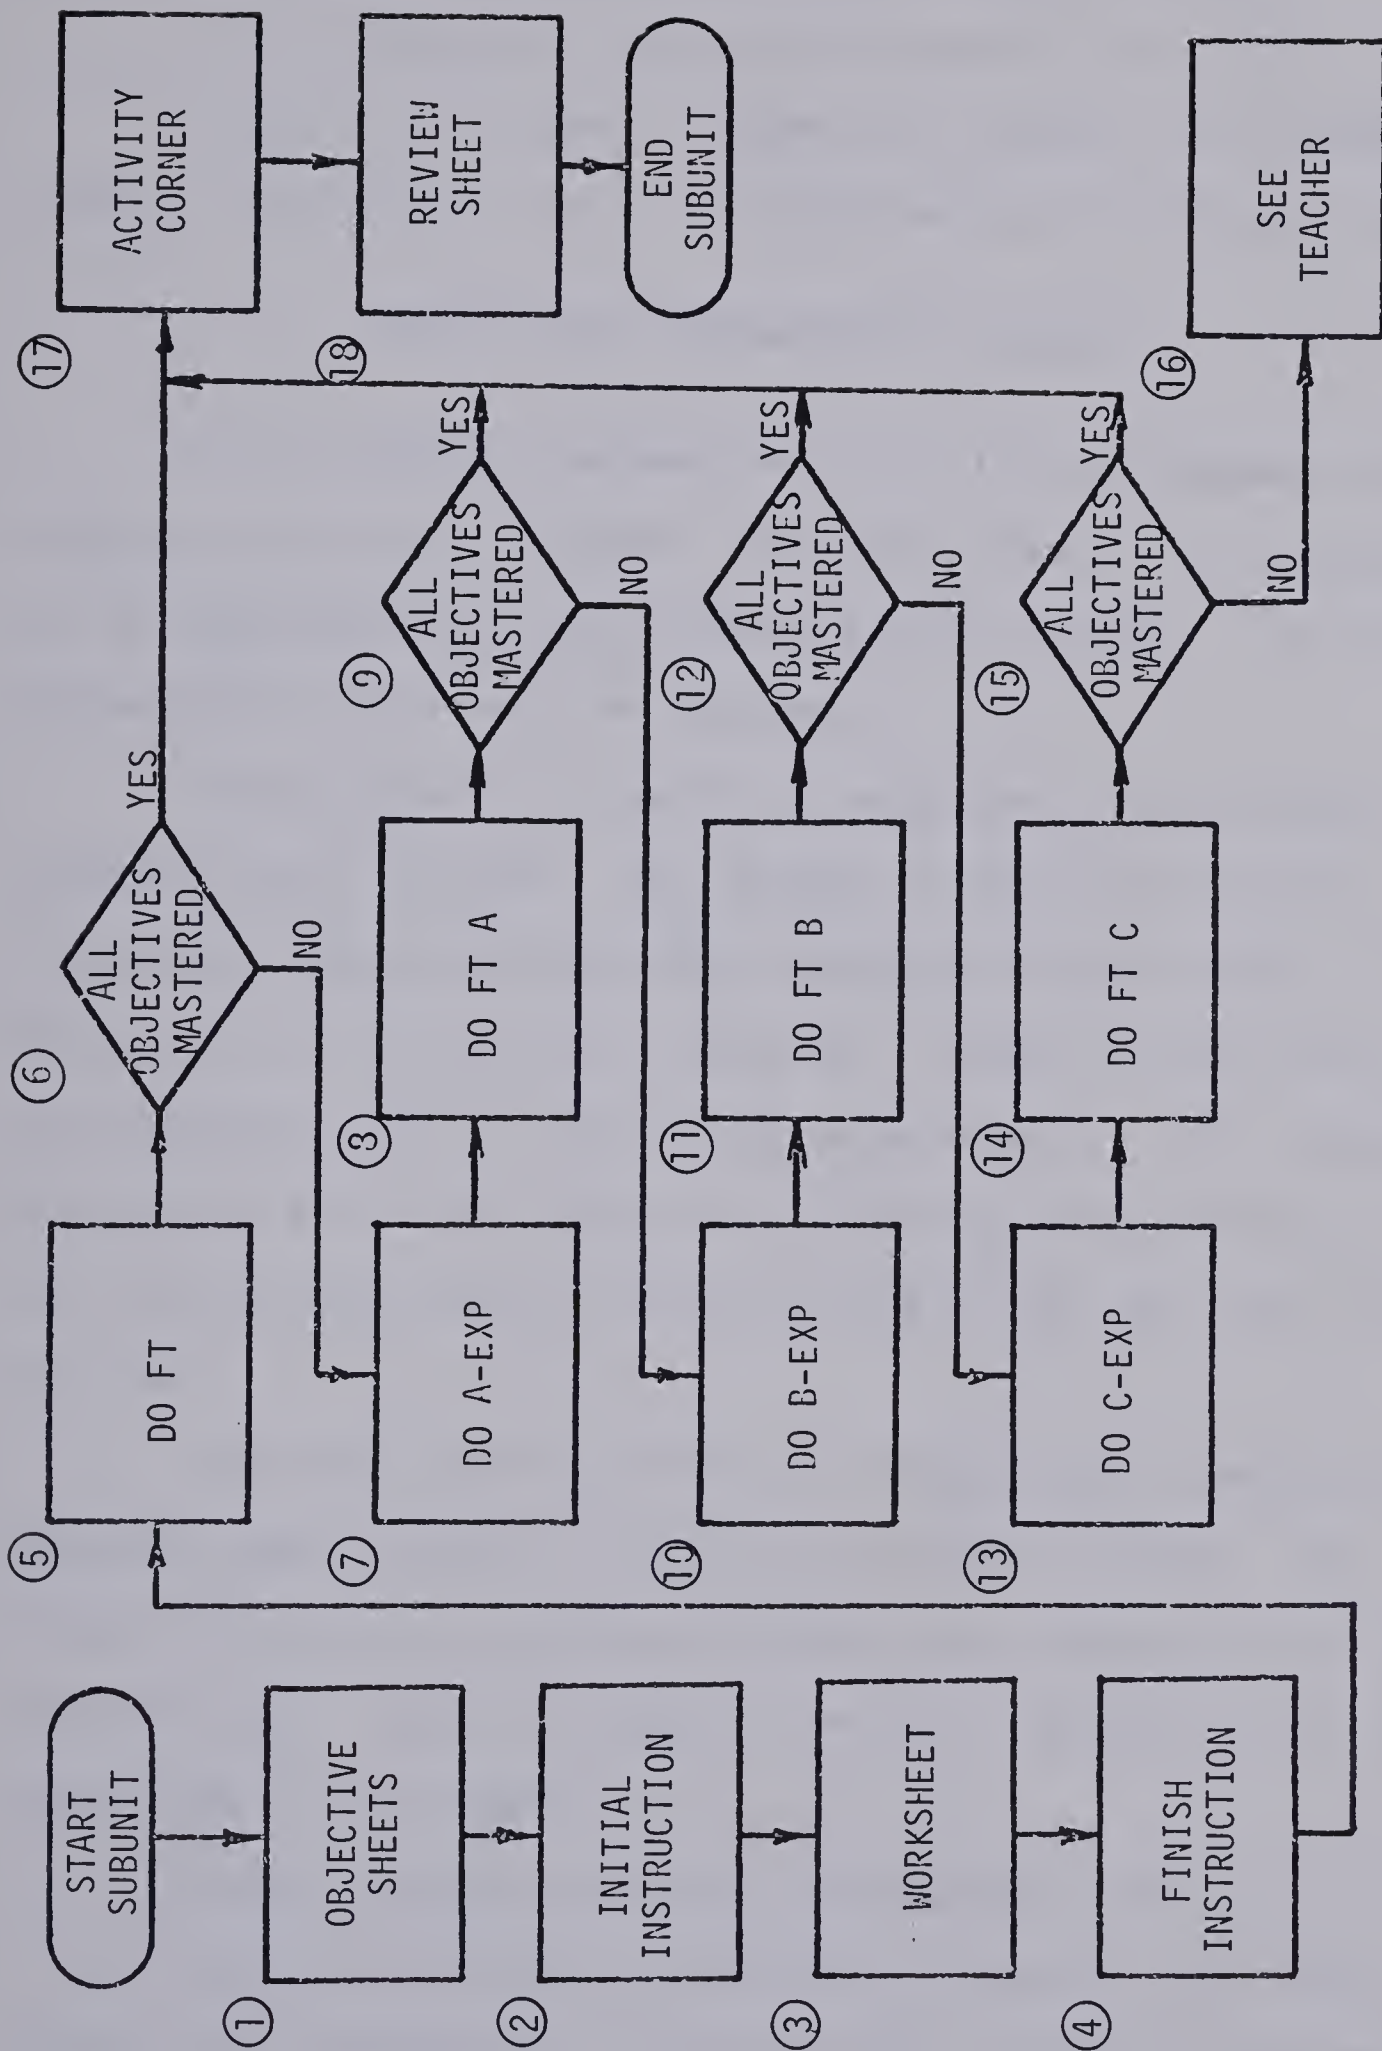 START
SUBUNIT
1
OBJECTIVE
SHEETS
2
INITIAL
INSTRUCTION
3
WORKSHEET
4
FINISH
INSTRUCTION
5
DO FT
6
ALL
OBJECTIVES
MASTERED
YES
NO
7
DO A-EXP
8
DO FT A
9
ALL
OBJECTIVES
MASTERED
YES
NO
10
DO B-EXP
11
DO FT B
12
ALL
OBJECTIVES
MASTERED
YES
NO
13
DO C-EXP
14
DO FT C
15
ALL
OBJECTIVES
MASTERED
YES
NO
16
SEE
TEACHER
17
ACTIVITY
CORNER
18
REVIEW
SHEET
END
SUBUNIT